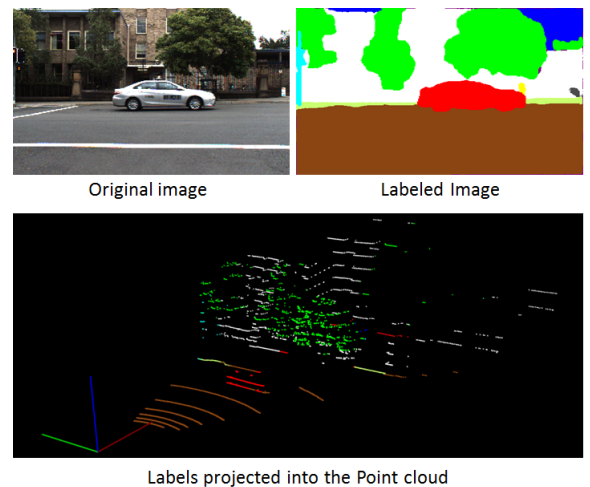 Original image
Labeled Image
Labels projected into the Point cloud